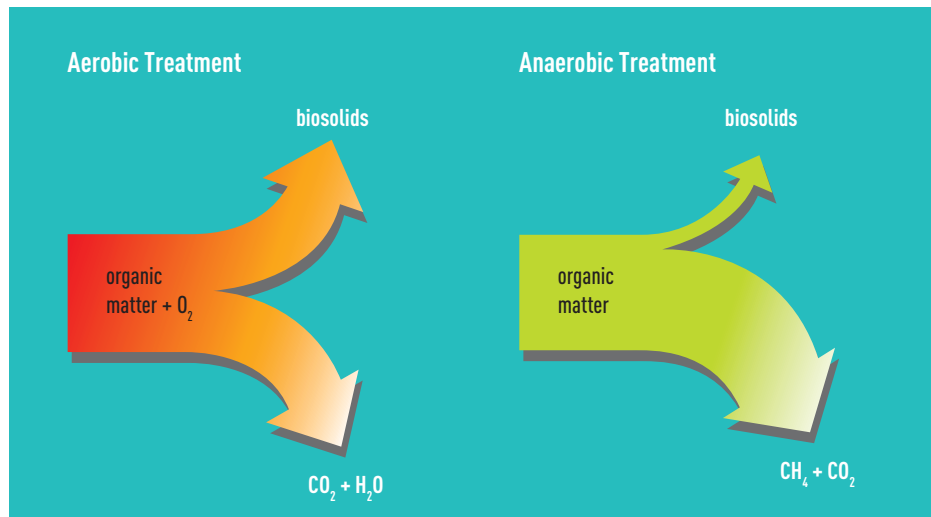 Aerobic Treatment
biosolids
organic
matter + O₂
CO₂ + H₂O
Anaerobic Treatment
biosolids
organic
matter
CH₄ + CO₂